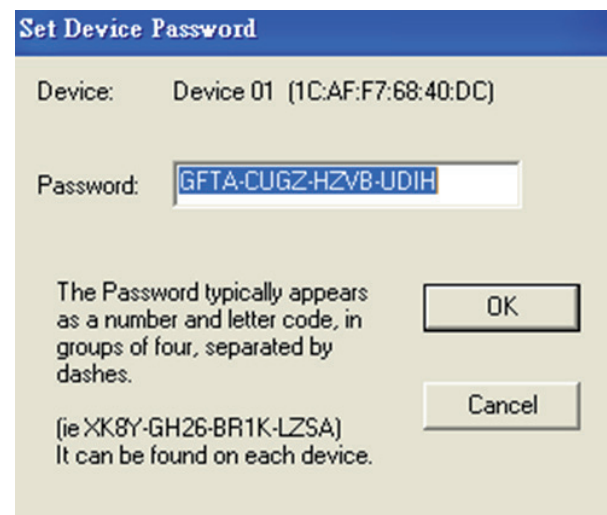 Set Device Password
Device: Device 01 (1C:AF:F7:68:40:DC)
Password: GFTA-CUGZ-HZVB-UDIH
The Password typically appears
as a number and letter code, in
groups of four, separated by
dashes.
OK
(ie XK8Y-GH26-BR1K-LZSA)
It can be found on each device.
Cancel